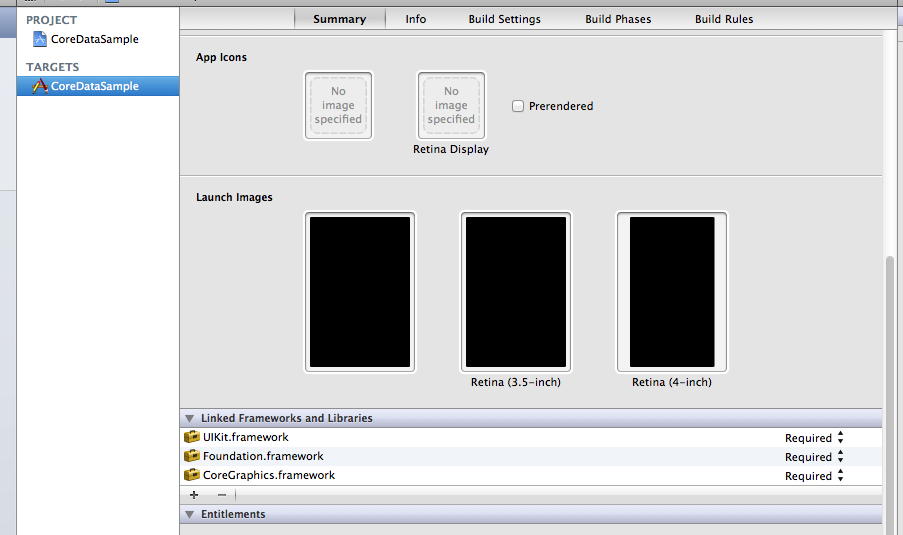 PROJECT
CoreDataSample
TARGETS
CoreDataSample
Summary Info Build Settings Build Phases Build Rules
App Icons
No image specified
No image specified
Prerendered
Retina Display
Launch Images
Retina (3.5-inch)
Retina (4-inch)
Linked Frameworks and Libraries
UIKit.framework Required
Foundation.framework Required
CoreGraphics.framework Required
Entitlements